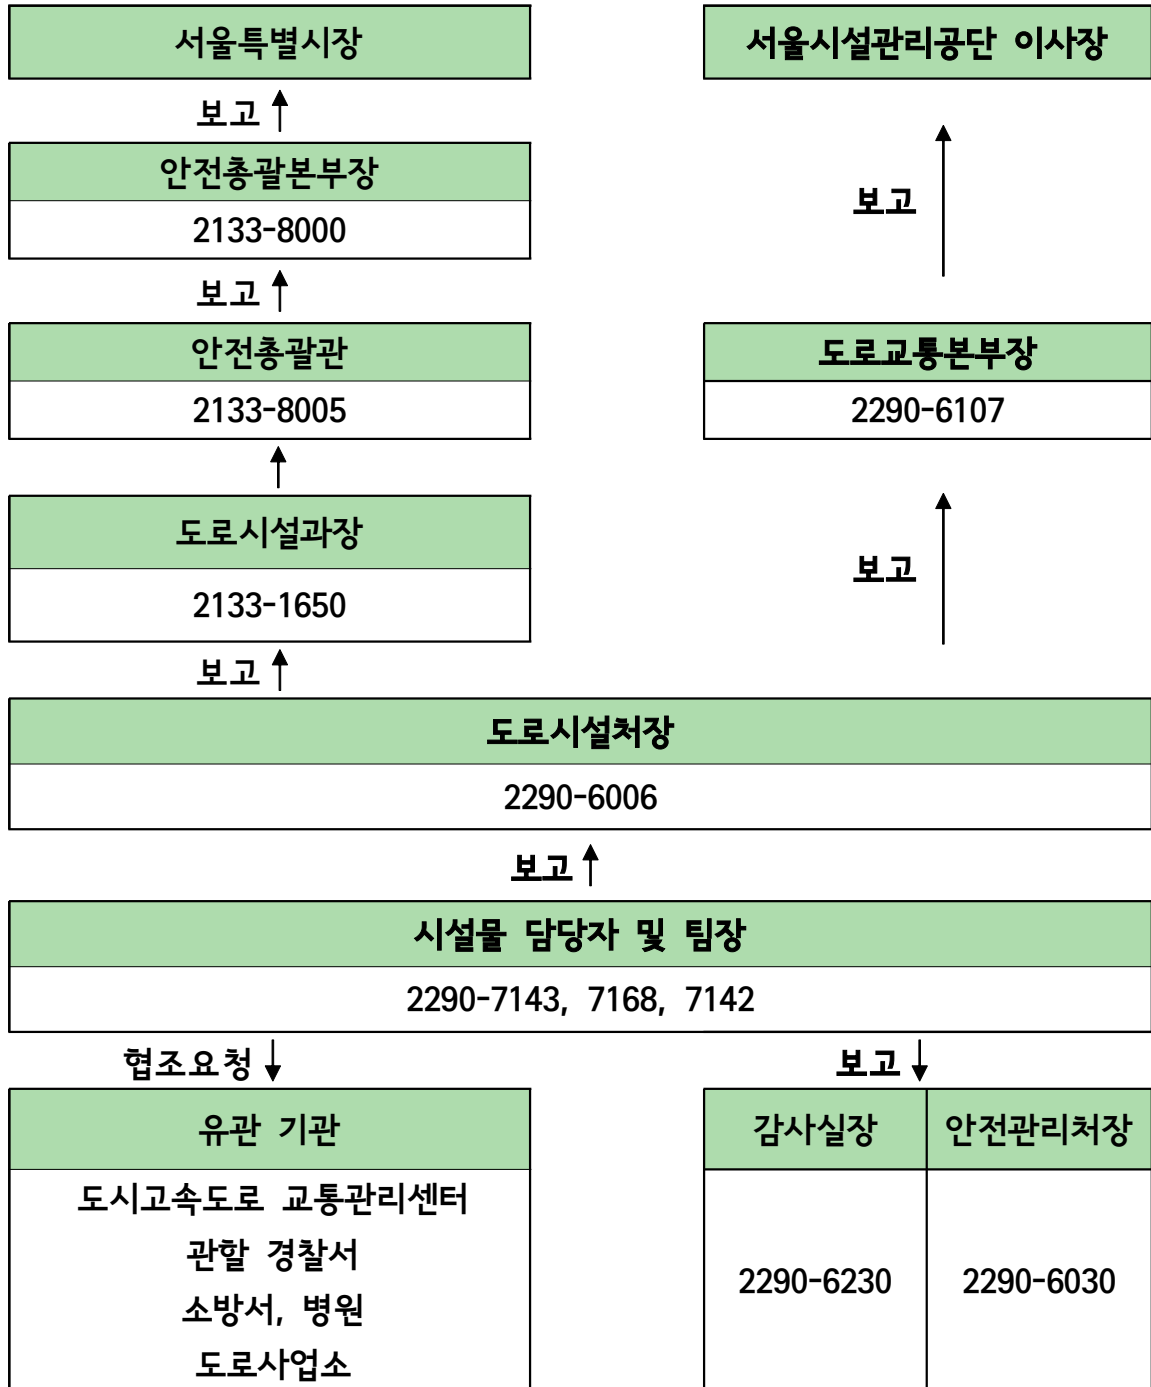 서울특별시장
서울시설관리공단 이사장
보고
안전총괄본부장
2133-8000
보고
보고
안전총괄관
2133-8005
도로교통본부장
2290-6107
도로시설과장
2133-1650
보고
보고
도로시설처장
2290-6006
보고
시설물 담당자 및 팀장
2290-7143, 7168, 7142
협조요청
보고
유관 기관
도시고속도로 교통관리센터
관할 경찰서
소방서, 병원
도로사업소
감사실장
안전관리처장
2290-6230
2290-6030